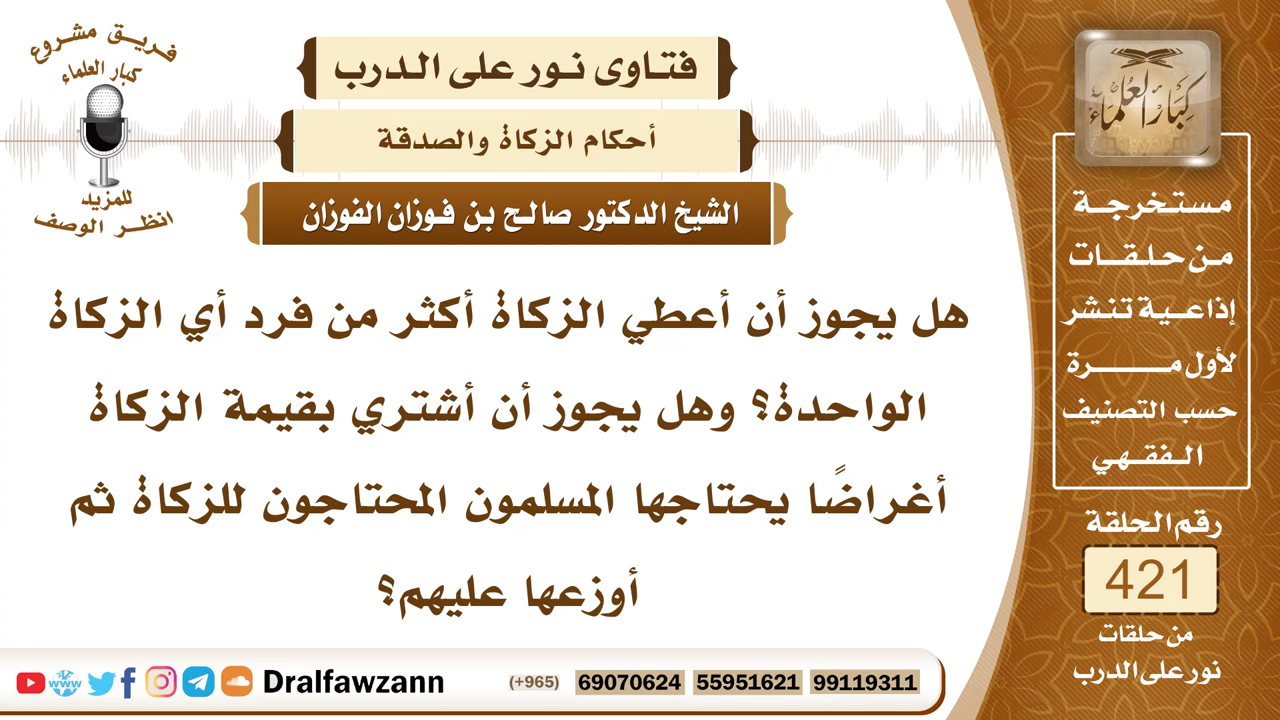 فريق مشروع
كبار العلماء
للمزيد
انظر الوصف
فتاوى نور على الدرب
أحكام الزكاة والصدقة
الشيخ الدكتور صالح بن فوزان الفوزان
هل يجوز أن أعطي الزكاة أكثر من فرد أي الزكاة
الواحدة؟ وهل يجوز أن أشتري بقيمة الزكاة
أغراضًا يحتاجها المسلمون المحتاجون للزكاة ثم
أوزعها عليهم؟
كبار العلماء
مستخرجة
من حلقات
إذاعية تنشر
لأول مرة
حسب التصنيف
الفقهي
رقم الحلقة
421
من حلقات
نور على الدرب
www Dralfawzann (+965) 69070624 55951621 99119311